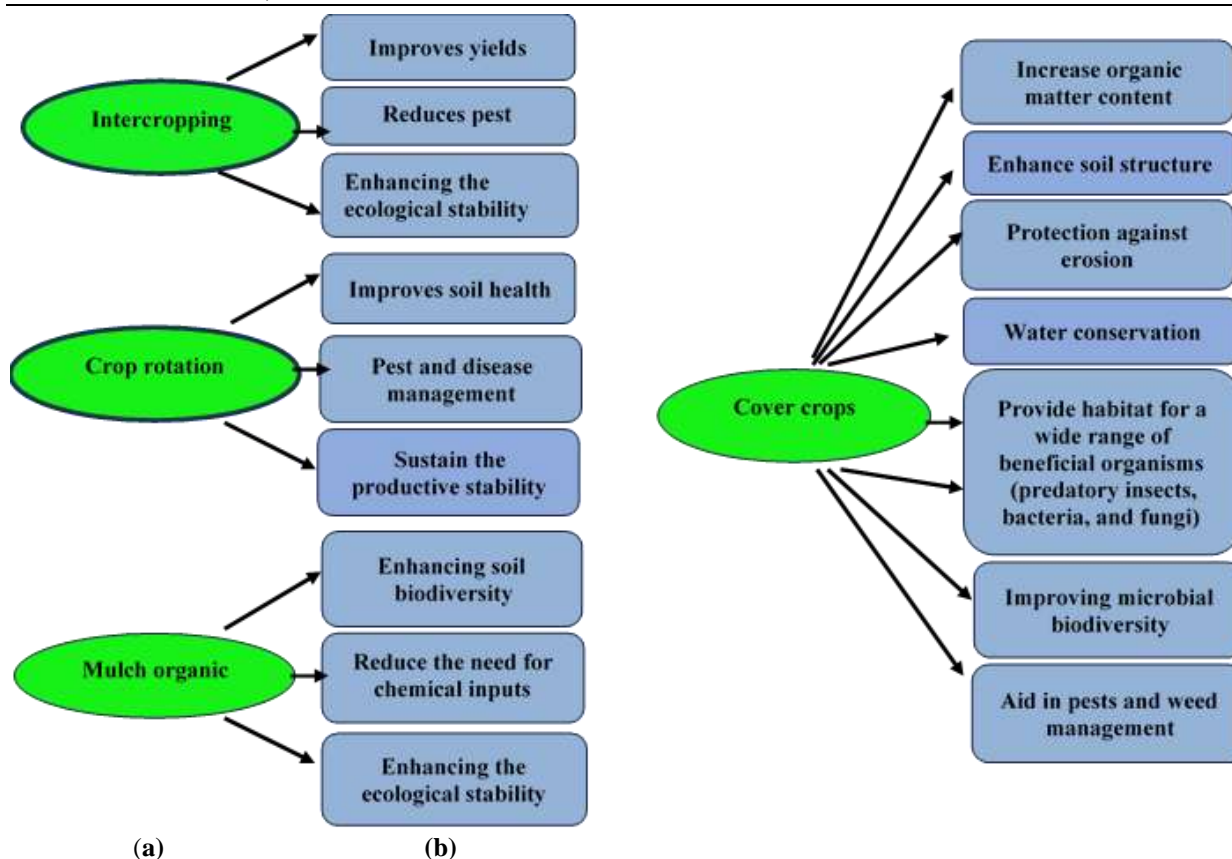 Intercropping
Improves yields
Reduces pest
Enhancing the
ecological stability
Crop rotation
Improves soil health
Pest and disease
management
Sustain the
productive stability
Mulch organic
Enhancing soil
biodiversity
Reduce the need for
chemical inputs
Enhancing the
ecological stability
(a)
(b)
Cover crops
Increase organic
matter content
Enhance soil structure
Protection against
erosion
Water conservation
Provide habitat for a
wide range of
beneficial organisms
(predatory insects,
bacteria, and fungi)
Improving microbial
biodiversity
Aid in pests and weed
management